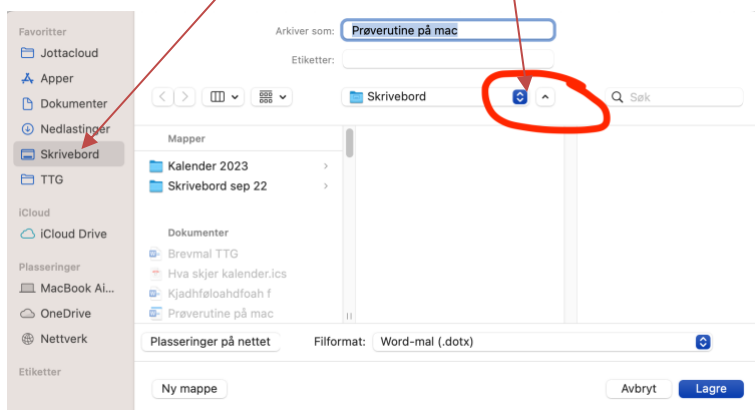 Favoritter
Jottacloud
Apper
Dokumenter
Nedlastinger
Skrivebord
TTG
iCloud
iCloud Drive
Plasseringer
MacBook Ai...
OneDrive
Nettverk
Etiketter
Arkiver som: Prøverutine på mac
Etiketter:
Skrivebord
Søk
Mapper
Kalender 2023
Skrivebord sep 22
Dokumenter
Brevmal TTG
Hva skjer kalender.ics
Kjadhføloahdfoah f
Prøverutine på mac
Plasseringer på nettet Filformat: Word-mal (.dotx)
Ny mappe Avbryt Lagre